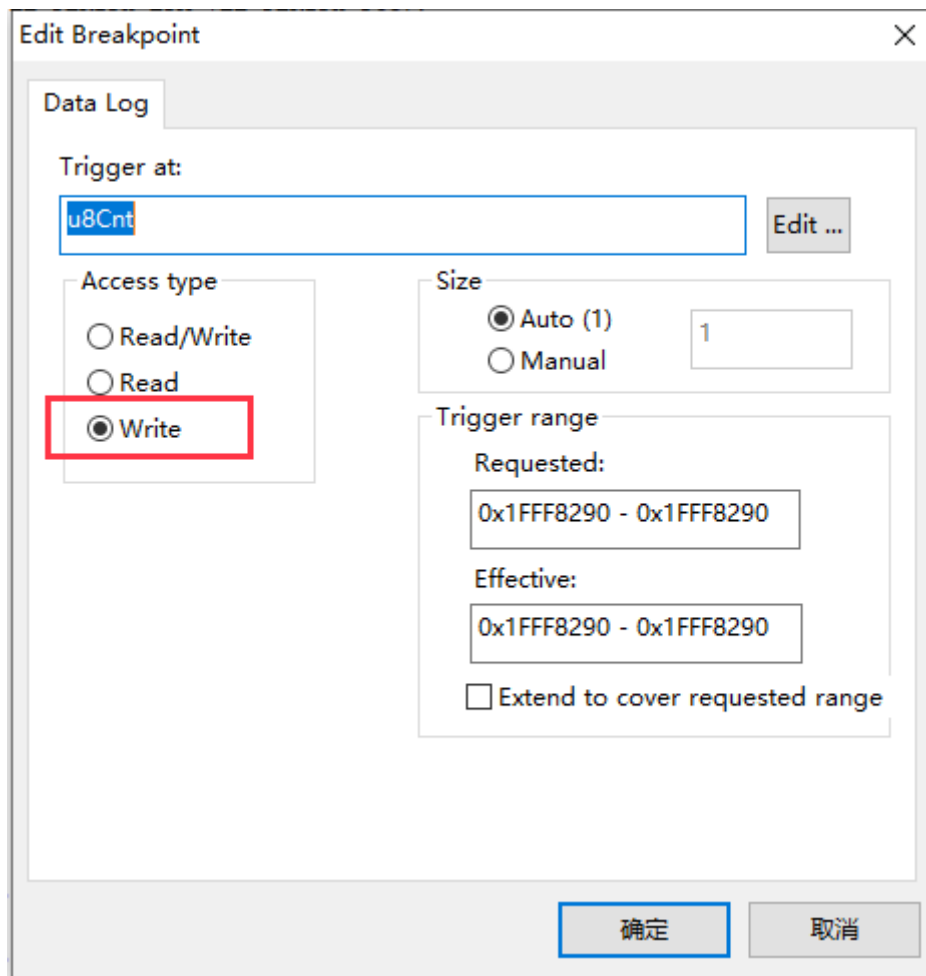 Edit Breakpoint
Data Log
Trigger at:
u8Cnt
Edit ...
Access type
Read/Write
Read
Write
Size
Auto (1)
1
Manual
Trigger range
Requested:
0x1FFF8290 - 0x1FFF8290
Effective:
0x1FFF8290 - 0x1FFF8290
Extend to cover requested range
确定
取消